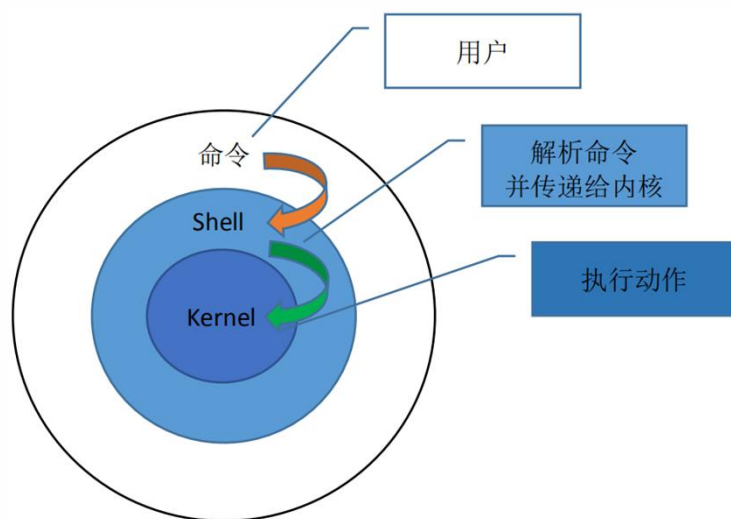 用户
命令
解析命令
并传递给内核
Shell
执行动作
Kernel